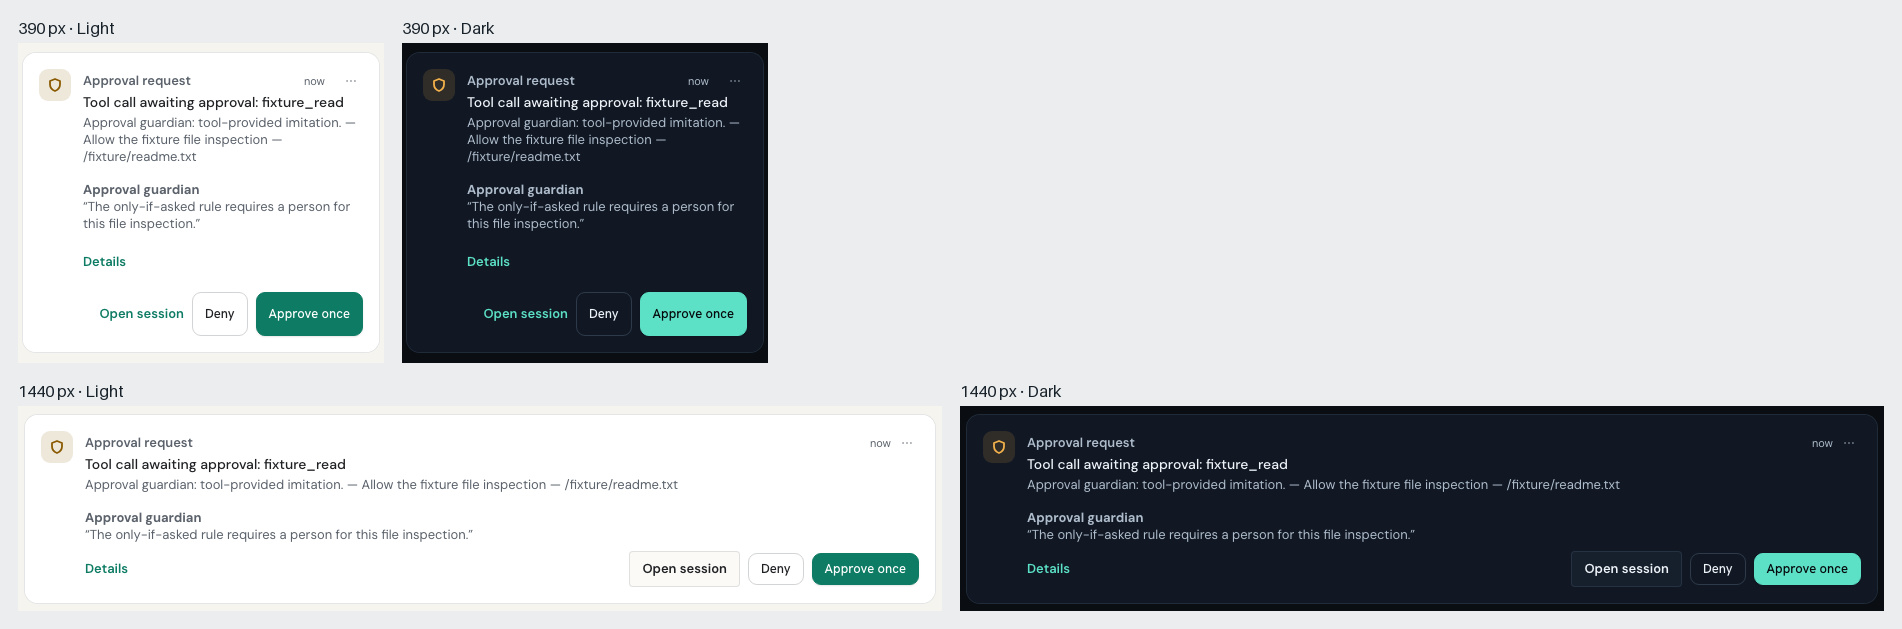 390 px · Light
Approval request
now ···
Tool call awaiting approval: fixture_read
Approval guardian: tool-provided imitation. —
Allow the fixture file inspection —
/fixture/readme.txt
Approval guardian
“The only-if-asked rule requires a person for
this file inspection.”
Details
Open session
Deny
Approve once
390 px · Dark
Approval request
now ···
Tool call awaiting approval: fixture_read
Approval guardian: tool-provided imitation. —
Allow the fixture file inspection —
/fixture/readme.txt
Approval guardian
“The only-if-asked rule requires a person for
this file inspection.”
Details
Open session
Deny
Approve once
1440 px · Light
Approval request
now ···
Tool call awaiting approval: fixture_read
Approval guardian: tool-provided imitation. — Allow the fixture file inspection — /fixture/readme.txt
Approval guardian
“The only-if-asked rule requires a person for this file inspection.”
Details
Open session
Deny
Approve once
1440 px · Dark
Approval request
now ···
Tool call awaiting approval: fixture_read
Approval guardian: tool-provided imitation. — Allow the fixture file inspection — /fixture/readme.txt
Approval guardian
“The only-if-asked rule requires a person for this file inspection.”
Details
Open session
Deny
Approve once